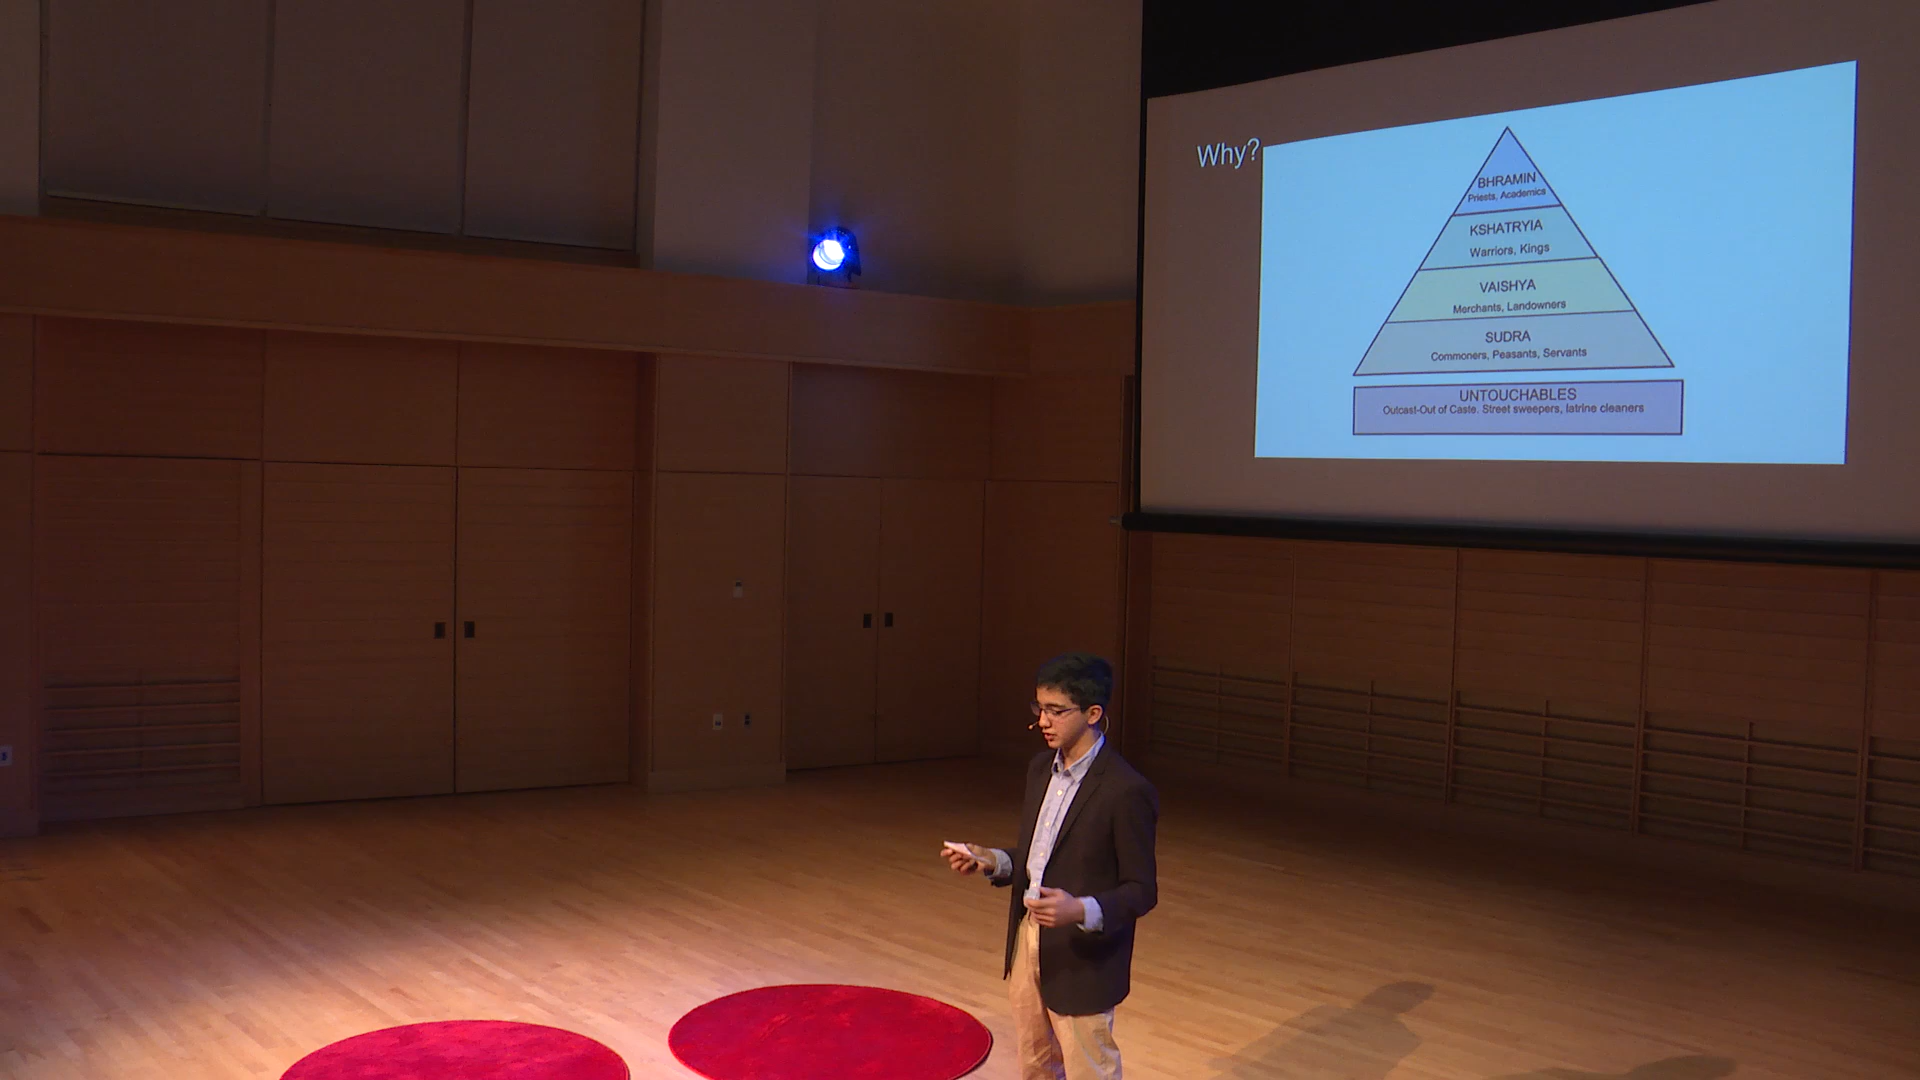 Why?
BHRAMIN
Priests, Academics
KSHATRYIA
Warriors, Kings
VAISHYA
Merchants, Landowners
SUDRA
Commoners, Peasants, Servants
UNTOUCHABLES
Outcast-Out of Caste. Street sweepers, latrine cleaners